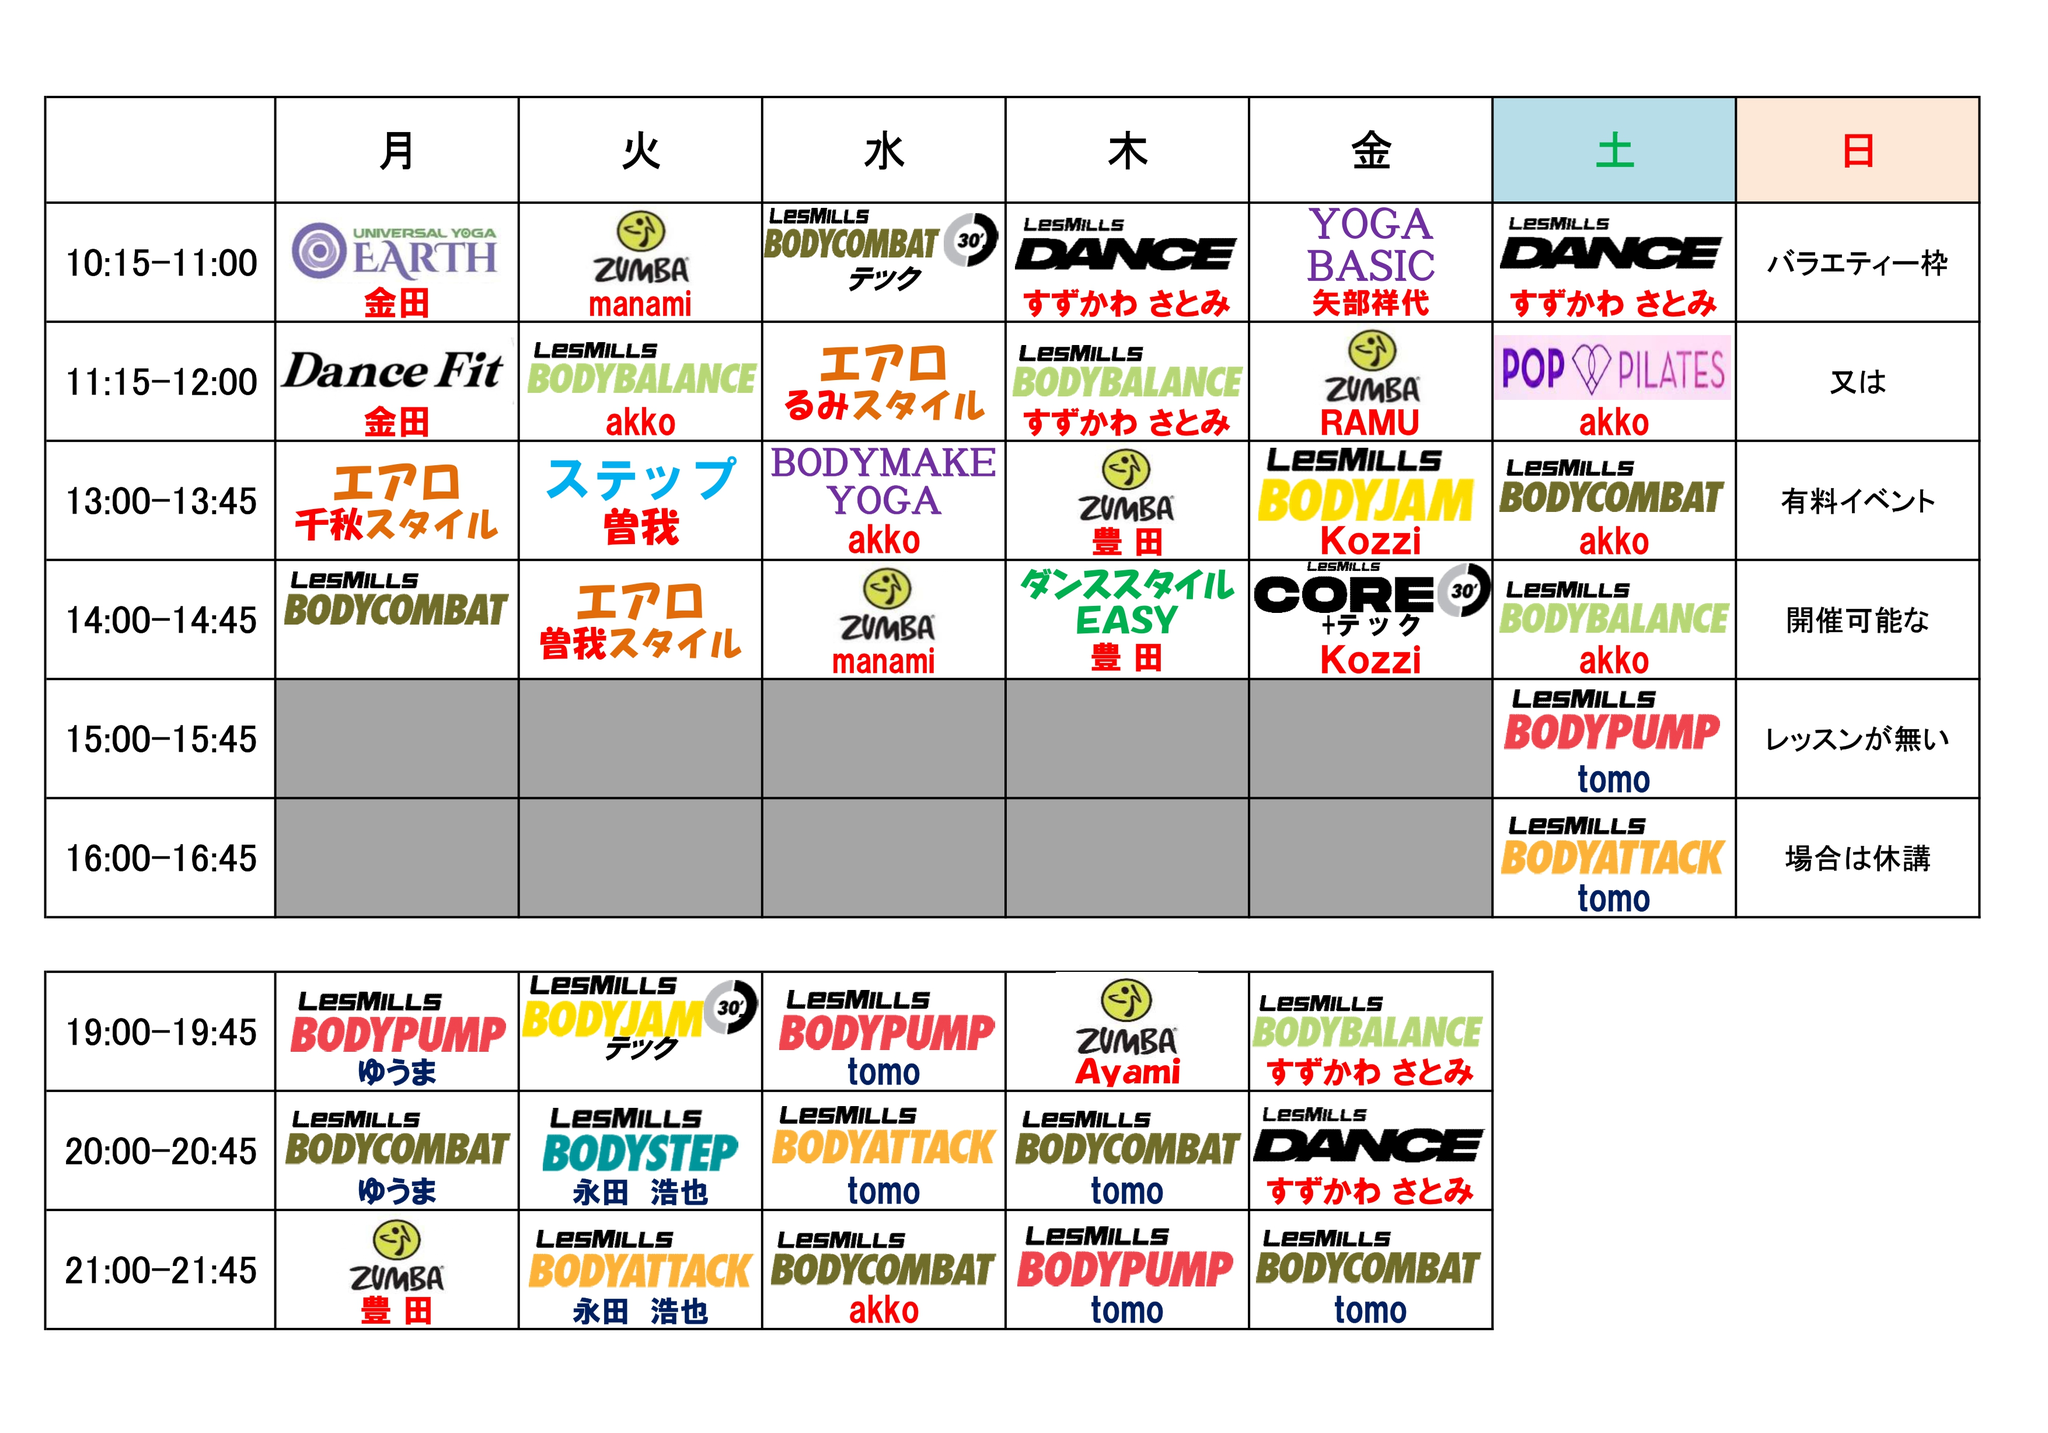 月 火 水 木 金 土 日
10:15-11:00
UNIVERSAL YOGA
EARTH
金田
ZUMBA
manami
LesMILLS
BODYCOMBAT 30'
テック
LesMILLS
DANCE
すずかわ さとみ
YOGA
BASIC
矢部祥代
LesMILLS
DANCE
すずかわ さとみ
バラエティー枠
11:15-12:00
Dance Fit
金田
LesMILLS
BODYBALANCE
akko
エアロ
るみスタイル
LesMILLS
BODYBALANCE
すずかわ さとみ
ZUMBA
RAMU
POP PILATES
akko
又は
13:00-13:45
エアロ
千秋スタイル
ステップ
曽我
BODYMAKE
YOGA
akko
ZUMBA
豊 田
LesMILLS
BODYJAM
Kozzi
LesMILLS
BODYCOMBAT
akko
有料イベント
14:00-14:45
LesMILLS
BODYCOMBAT
エアロ
曽我スタイル
ZUMBA
manami
ダンススタイル
EASY
豊 田
LesMILLS
CORE 30'
+テック
Kozzi
LesMILLS
BODYBALANCE
akko
開催可能な
15:00-15:45
LesMILLS
BODYPUMP
tomo
レッスンが無い
16:00-16:45
LesMILLS
BODYATTACK
tomo
場合は休講
19:00-19:45
LesMILLS
BODYPUMP
ゆうま
LesMILLS
BODYJAM 30'
テック
LesMILLS
BODYPUMP
tomo
ZUMBA
Ayami
LesMILLS
BODYBALANCE
すずかわ さとみ
20:00-20:45
LesMILLS
BODYCOMBAT
ゆうま
LesMILLS
BODYSTEP
永田 浩也
LesMILLS
BODYATTACK
tomo
LesMILLS
BODYCOMBAT
tomo
LesMILLS
DANCE
すずかわ さとみ
21:00-21:45
ZUMBA
豊 田
LesMILLS
BODYATTACK
永田 浩也
LesMILLS
BODYCOMBAT
akko
LesMILLS
BODYPUMP
tomo
LesMILLS
BODYCOMBAT
tomo